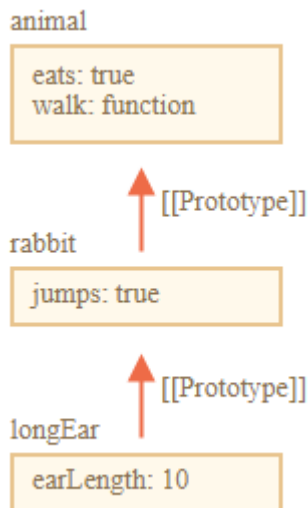 animal
eats: true
walk: function
[[Prototype]]
rabbit
jumps: true
[[Prototype]]
longEar
earLength: 10